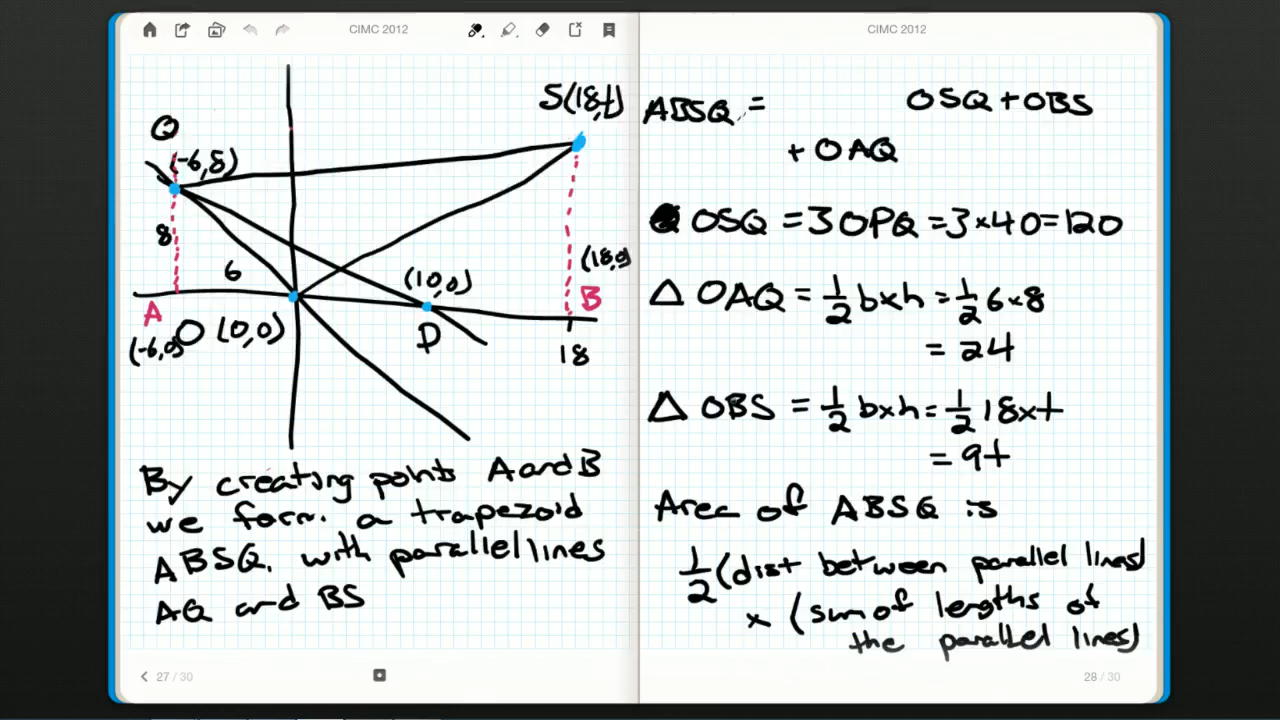 CIMC 2012
CIMC 2012
S(18,t)
Q
(-6,8)
8
6
(10,0)
(18,0)
A
B
(-6,0)
O (0,0)
P
18
By creating points A and B
we form a trapezoid
ABSQ, with parallel lines
AQ and BS
27 / 30
ABSQ = OSQ + OBS
+ OAQ
OSQ = 3 OPQ = 3×40 = 120
△ OAQ = 1/2 b×h = 1/2 6×8
= 24
△ OBS = 1/2 b×h = 1/2 18×t
= 9t
Area of ABSQ is
1/2 (dist between parallel lines)
× (sum of lengths of
the parallel lines)
28 / 30